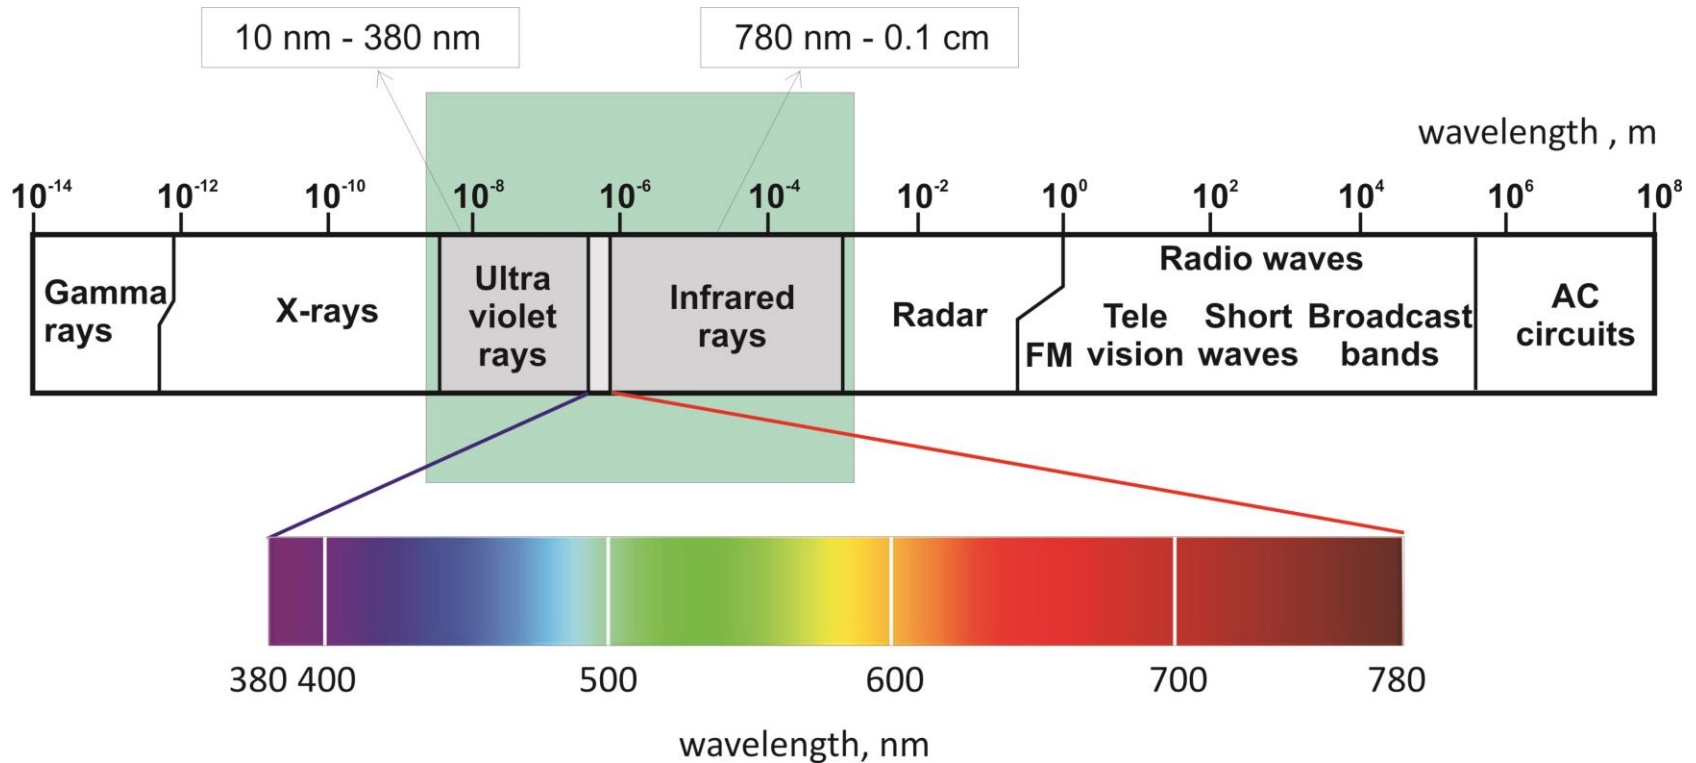 10 nm - 380 nm
780 nm - 0.1 cm
wavelength , m
10⁻¹⁴ 10⁻¹² 10⁻¹⁰ 10⁻⁸ 10⁻⁶ 10⁻⁴ 10⁻² 10⁰ 10² 10⁴ 10⁶ 10⁸
Gamma
rays
X-rays
Ultra
violet
rays
Infrared
rays
Radar
Radio waves
FM
Tele
vision
Short
waves
Broadcast
bands
AC
circuits
380 400 500 600 700 780
wavelength, nm